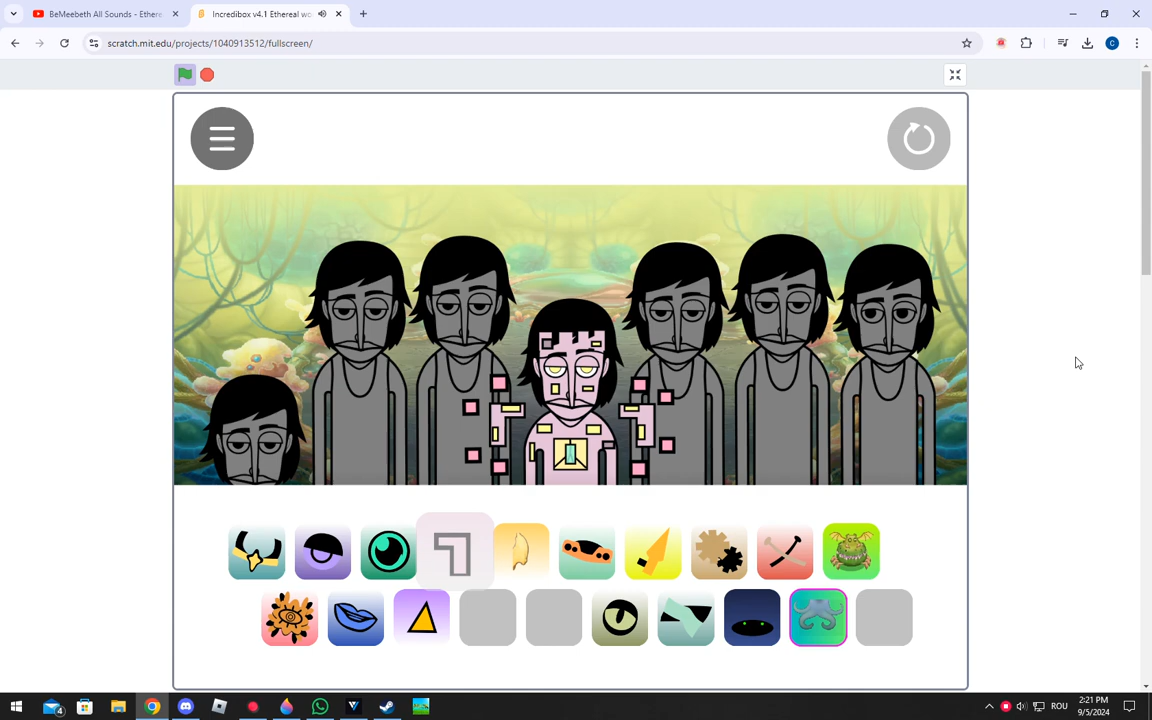 BeMeebeth All Sounds - Ethere
Incredibox v4.1 Ethereal wo
scratch.mit.edu/projects/1040913512/fullscreen/
C
4
ROU
2:21 PM
9/5/2024